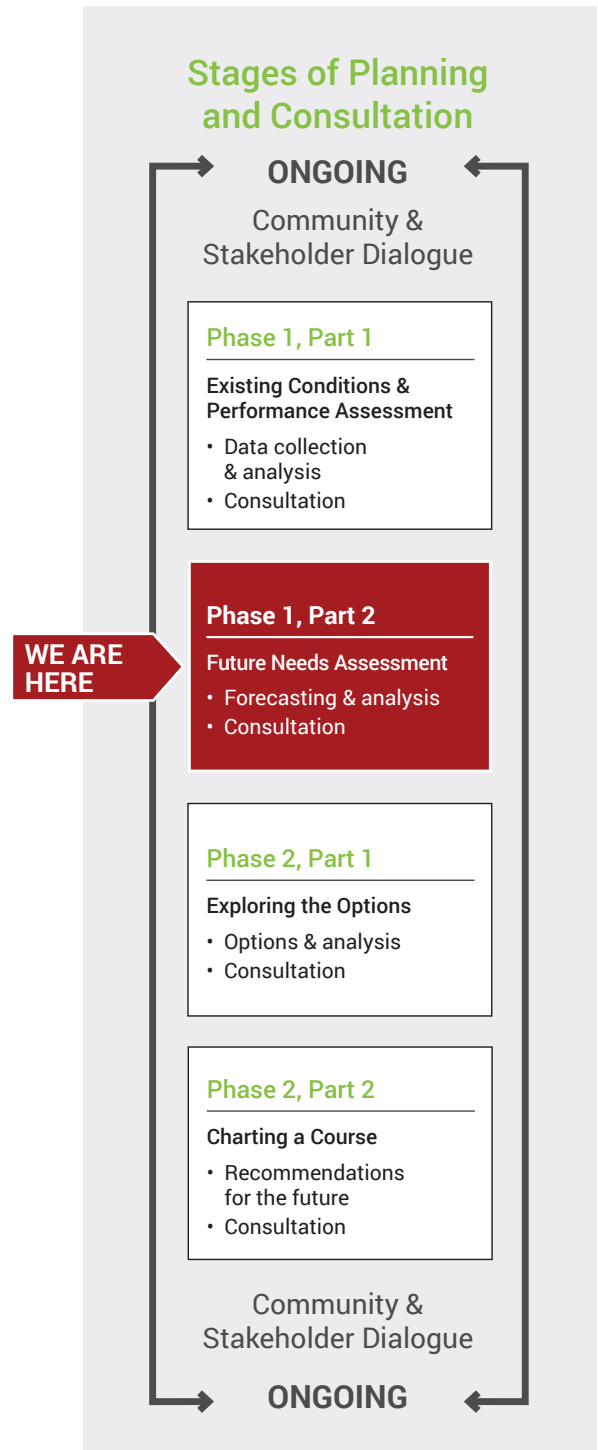 Stages of Planning
and Consultation
ONGOING
Community &
Stakeholder Dialogue
Phase 1, Part 1
Existing Conditions &
Performance Assessment
• Data collection
& analysis
• Consultation
WE ARE
HERE
Phase 1, Part 2
Future Needs Assessment
• Forecasting & analysis
• Consultation
Phase 2, Part 1
Exploring the Options
• Options & analysis
• Consultation
Phase 2, Part 2
Charting a Course
• Recommendations
for the future
• Consultation
Community &
Stakeholder Dialogue
ONGOING